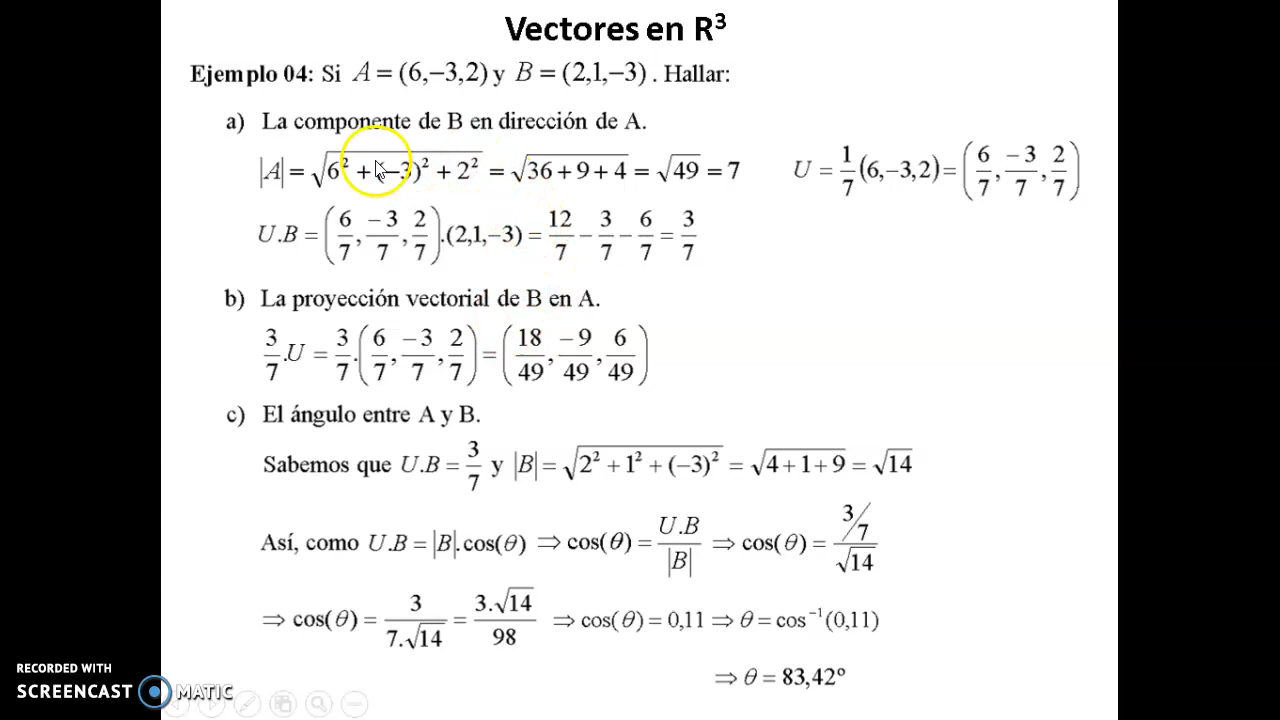 Vectores en R³
Ejemplo 04: Si A = (6,−3,2) y B = (2,1,−3) . Hallar:
a) La componente de B en dirección de A.
|A| = √(6² + (−3)² + 2²) = √(36 + 9 + 4) = √49 = 7 U = 1/7 (6,−3,2) = (6/7, −3/7, 2/7)
U.B = (6/7, −3/7, 2/7).(2,1,−3) = 12/7 − 3/7 − 6/7 = 3/7
b) La proyección vectorial de B en A.
3/7 .U = 3/7 .(6/7, −3/7, 2/7) = (18/49, −9/49, 6/49)
c) El ángulo entre A y B.
Sabemos que U.B = 3/7 y |B| = √(2² + 1² + (−3)²) = √(4 + 1 + 9) = √14
Así, como U.B = |B|.cos(θ) ⇒ cos(θ) = U.B/|B| ⇒ cos(θ) = (3/7)/√14
⇒ cos(θ) = 3/(7.√14) = 3.√14/98 ⇒ cos(θ) = 0,11 ⇒ θ = cos⁻¹(0,11)
⇒ θ = 83,42º
RECORDED WITH
SCREENCAST MATIC